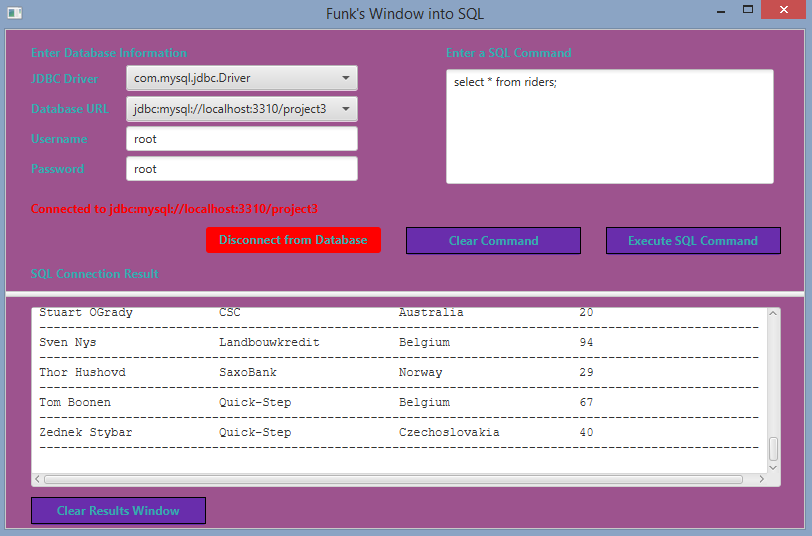 Funk's Window into SQL
Enter Database Information
JDBC Driver com.mysql.jdbc.Driver
Database URL jdbc:mysql://localhost:3310/project3
Username root
Password root
Enter a SQL Command
select * from riders;
Connected to jdbc:mysql://localhost:3310/project3
Disconnect from Database Clear Command Execute SQL Command
SQL Connection Result
Stuart OGrady CSC Australia 20
Sven Nys Landbouwkredit Belgium 94
Thor Hushovd SaxoBank Norway 29
Tom Boonen Quick-Step Belgium 67
Zednek Stybar Quick-Step Czechoslovakia 40
Clear Results Window